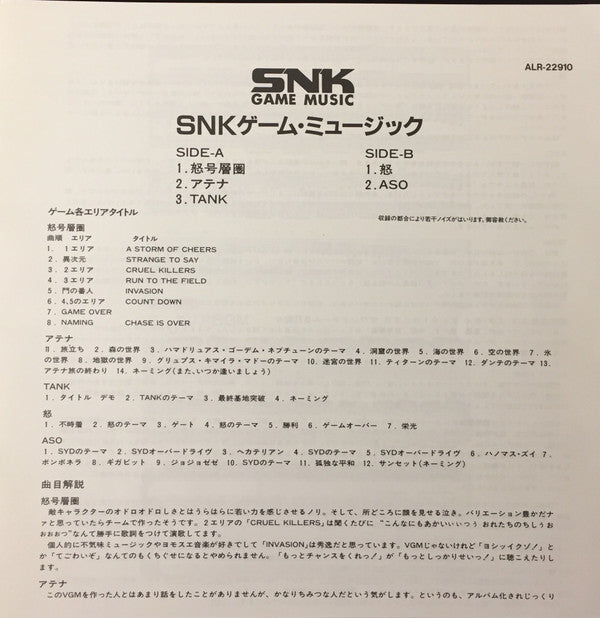 ALR-22910
SNK
GAME MUSIC
SNKゲーム・ミュージック
SIDE-A
1. 怒号層圏
2. アテナ
3. TANK
SIDE-B
1. 怒
2. ASO
ゲーム各エリアタイトル
収録の都合により若干ノイズがはいります。御容赦ください。
怒号層圏
曲順 エリア タイトル
1. 1エリア A STORM OF CHEERS
2. 異次元 STRANGE TO SAY
3. 2エリア CRUEL KILLERS
4. 3エリア RUN TO THE FIELD
5. 門の番人 INVASION
6. 4.5のエリア COUNT DOWN
7. GAME OVER
8. NAMING CHASE IS OVER
アテナ
1. 旅立ち 2. 森の世界 3. ハマドリュアス・ゴーデム・ネプチューンのテーマ 4. 洞窟の世界 5. 海の世界 6. 空の世界 7. 氷
の世界 8. 地獄の世界 9. グリュプス・キマイラ・マドーのテーマ 10. 迷宮の世界 11. ティターンのテーマ 12. ダンテのテーマ 13.
アテナ旅の終わり 14. ネーミング(また、いつか逢いましょう)
TANK
1. タイトル デモ 2. TANKのテーマ 3. 最終基地突破 4. ネーミング
怒
1. 不時着 2. 怒のテーマ 3. ゲート 4. 怒のテーマ 5. 勝利 6. ゲームオーバー 7. 栄光
ASO
1. SYDのテーマ 2. SYDオーバードライヴ 3. ヘカテリアン 4. SYDのテーマ 5. SYDオーバードライヴ 6. ハノマス・ズイ 7.
ボンボネラ 8. ギガビット 9. ジョジョゼゼ 10. SYDのテーマ 11. 孤独な平和 12. サンセット(ネーミング)
曲目解説
怒号層圏
敵キャラクターのオドロオドロしさとはうらはらに若い力を感じさせるノリ。そして、所どころに顔を見せる泣き。バリエーション豊かだナ
ァと思っていたらチームで作ったそうです。2エリアの「CRUEL KILLERS」は聞くたびに “こんなにもあかいぃぃつぅ おれたちのちしうお
おぉぉつ”なんて勝手に歌詞をつけて演歌してます。
個人的に不気味ミュージックやヨモスエ音楽が好きでして「INVASION」は秀逸だと思っています。VGMじゃないけれど「ヨシッイクゾ!」と
か「てごわいぞ」なんてのもくちぐせになるとやめられません。「もっとチャンスをくれっ!」が「もっとしっかりせいっ!」に聴こえたりし
ます。
アテナ
このVGMを作った人とはあまり話をしたことがありませんが、かなりちみつな人だという気がします。というのも、アルバム化されじっくり